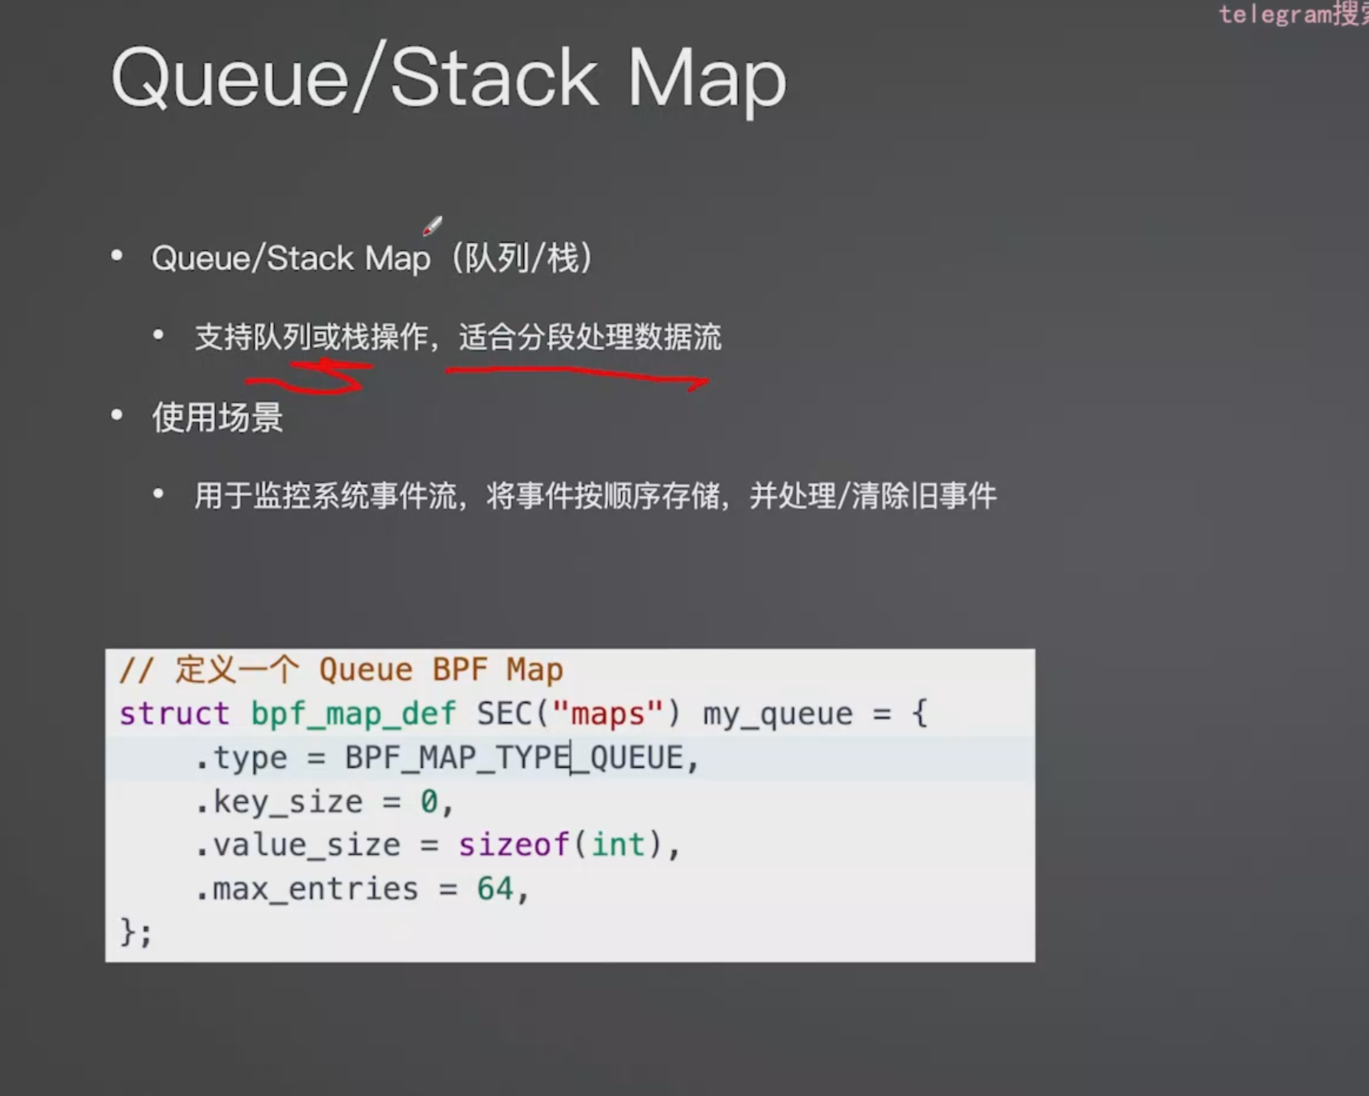 telegram搜
Queue/Stack Map
• Queue/Stack Map（队列/栈）
• 支持队列或栈操作，适合分段处理数据流
• 使用场景
• 用于监控系统事件流，将事件按顺序存储，并处理/清除旧事件
// 定义一个 Queue BPF Map
struct bpf_map_def SEC("maps") my_queue = {
    .type = BPF_MAP_TYPE_QUEUE,
    .key_size = 0,
    .value_size = sizeof(int),
    .max_entries = 64,
};